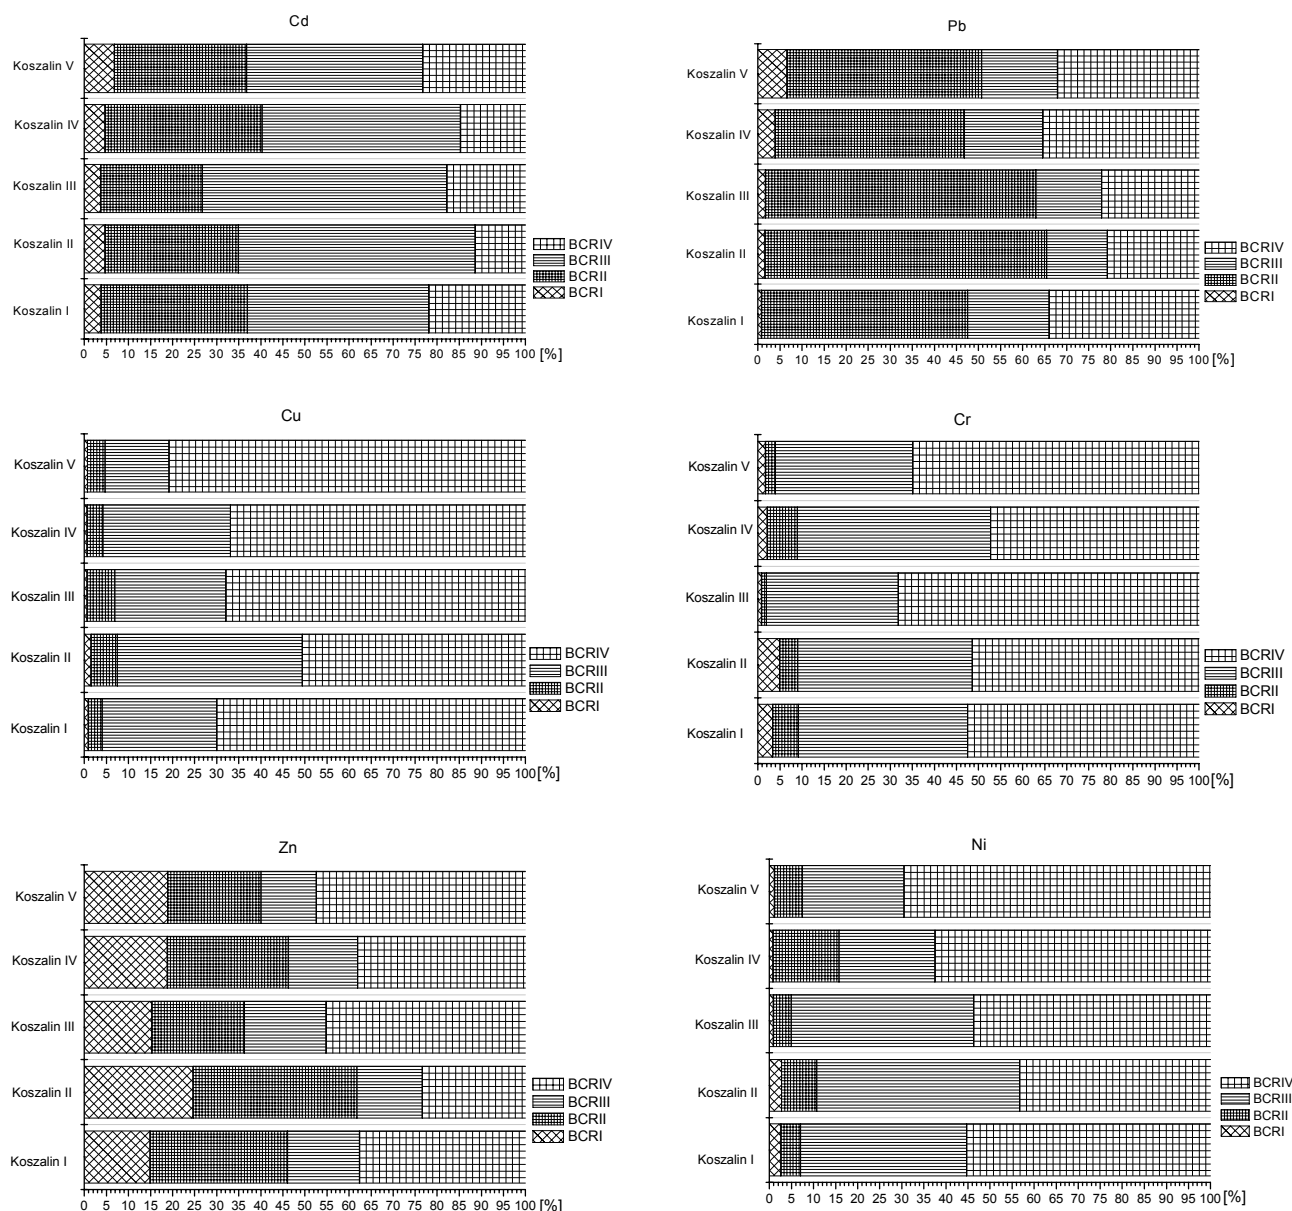 Cd
Koszalin V
Koszalin IV
Koszalin III
Koszalin II
Koszalin I
BCRIV
BCRIII
BCRII
BCRI
0 5 10 15 20 25 30 35 40 45 50 55 60 65 70 75 80 85 90 95 100 [%]
Pb
Koszalin V
Koszalin IV
Koszalin III
Koszalin II
Koszalin I
BCRIV
BCRIII
BCRII
BCRI
0 5 10 15 20 25 30 35 40 45 50 55 60 65 70 75 80 85 90 95 100 [%]
Cu
Koszalin V
Koszalin IV
Koszalin III
Koszalin II
Koszalin I
BCRIV
BCRIII
BCRII
BCRI
0 5 10 15 20 25 30 35 40 45 50 55 60 65 70 75 80 85 90 95 100 [%]
Cr
Koszalin V
Koszalin IV
Koszalin III
Koszalin II
Koszalin I
BCRIV
BCRIII
BCRII
BCRI
0 5 10 15 20 25 30 35 40 45 50 55 60 65 70 75 80 85 90 95 100 [%]
Zn
Koszalin V
Koszalin IV
Koszalin III
Koszalin II
Koszalin I
BCRIV
BCRIII
BCRII
BCRI
0 5 10 15 20 25 30 35 40 45 50 55 60 65 70 75 80 85 90 95 100 [%]
Ni
Koszalin V
Koszalin IV
Koszalin III
Koszalin II
Koszalin I
BCRIV
BCRIII
BCRII
BCRI
0 5 10 15 20 25 30 35 40 45 50 55 60 65 70 75 80 85 90 95 100 [%]